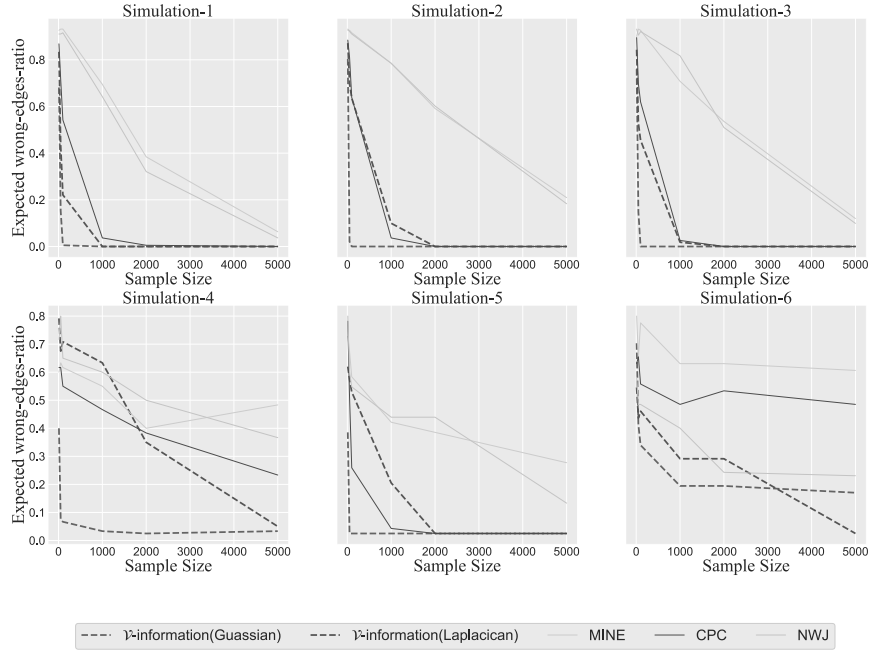 Simulation-1 Simulation-2 Simulation-3
Expected wrong-edges-ratio
0.8
0.6
0.4
0.2
0.0
0 1000 2000 3000 4000 5000 0 1000 2000 3000 4000 5000 0 1000 2000 3000 4000 5000
Sample Size Sample Size Sample Size
Simulation-4 Simulation-5 Simulation-6
Expected wrong-edges-ratio
0.8
0.7
0.6
0.5
0.4
0.3
0.2
0.1
0.0
0 1000 2000 3000 4000 5000 0 1000 2000 3000 4000 5000 0 1000 2000 3000 4000 5000
Sample Size Sample Size Sample Size
𝒱-information(Guassian) 𝒱-information(Laplacican) MINE CPC NWJ